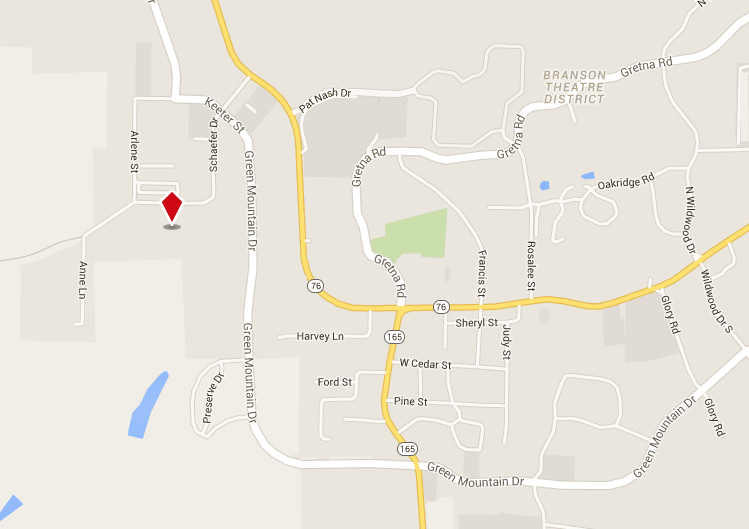 N
Gretna Rd
BRANSON
THEATRE
DISTRICT
Pat Nash Dr
Keeter St
Schaefer Dr
Arlene St
Gretna Rd
Gretna Rd
Green Mountain Dr
Oakridge Rd
N Wildwood Dr
Anne Ln
Gretna Rd
Francis St
Rosalee St
Wildwood Dr S
76
76
Glory Rd
Sheryl St
Judy St
Harvey Ln
165
Green Mountain Dr
W Cedar St
Ford St
Preserve Dr
Pine St
Glory Rd
Green Mountain Dr
165
Green Mountain Dr